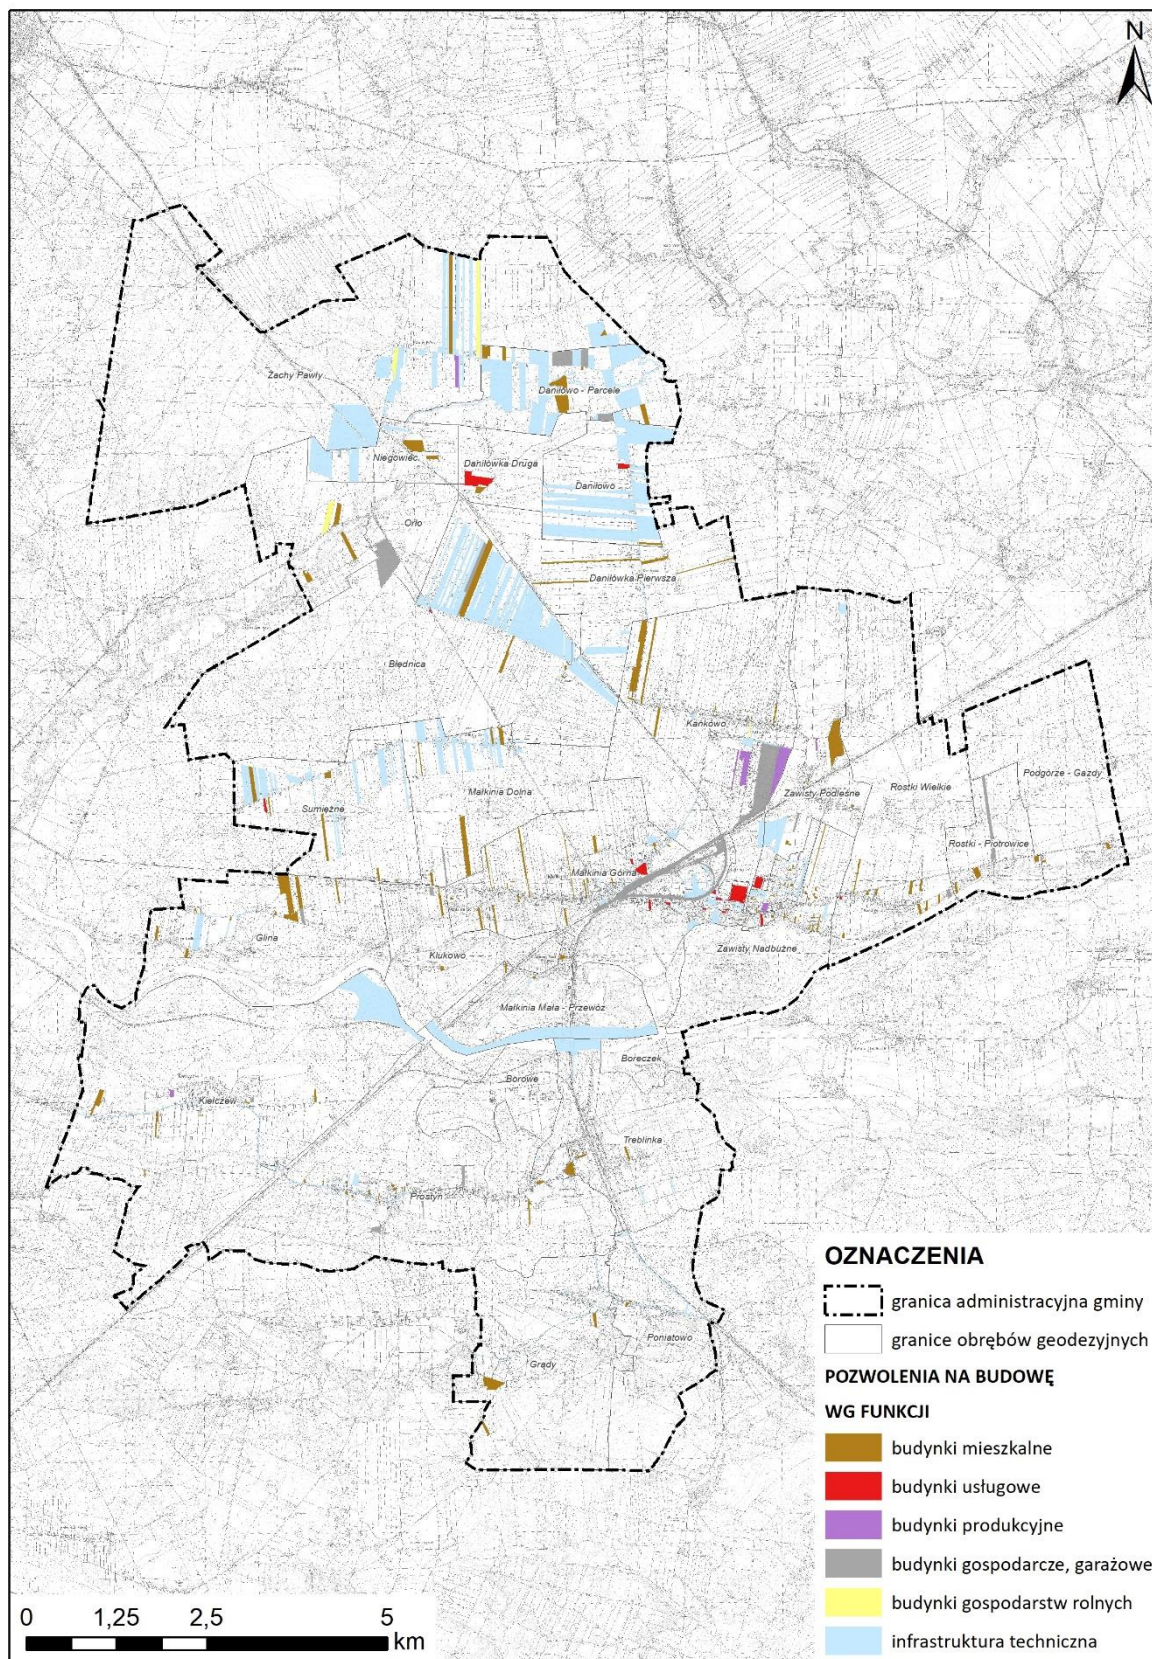 N
Żachy Pawły
Daniłowo - Parcele
Niegowiec
Daniłówka Druga
Daniłowo
Orło
Daniłówka Pierwsza
Błędnica
Kańkowo
Podgórze - Gazdy
Zawisty Podleśne
Rostki Wielkie
Małkinia Dolna
Sumiężne
Rostki - Piotrowice
Małkinia Górna
Glina
Zawisty Nadbużne
Klukowo
Małkinia Mała - Przewóz
Boreczek
Borowe
Kiełczew
Treblinka
Prostyń
Poniatowo
Grądy
OZNACZENIA
granica administracyjna gminy
granice obrębów geodezyjnych
POZWOLENIA NA BUDOWĘ
WG FUNKCJI
budynki mieszkalne
budynki usługowe
budynki produkcyjne
budynki gospodarcze, garażowe
budynki gospodarstw rolnych
infrastruktura techniczna
0 1,25 2,5 5
km